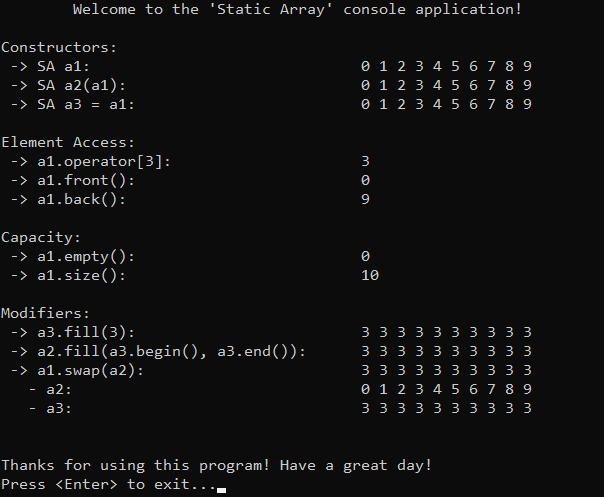 Welcome to the 'Static Array' console application!
Constructors:
-> SA a1: 0 1 2 3 4 5 6 7 8 9
-> SA a2(a1): 0 1 2 3 4 5 6 7 8 9
-> SA a3 = a1: 0 1 2 3 4 5 6 7 8 9
Element Access:
-> a1.operator[3]: 3
-> a1.front(): 0
-> a1.back(): 9
Capacity:
-> a1.empty(): 0
-> a1.size(): 10
Modifiers:
-> a3.fill(3): 3 3 3 3 3 3 3 3 3 3
-> a2.fill(a3.begin(), a3.end()): 3 3 3 3 3 3 3 3 3 3
-> a1.swap(a2): 3 3 3 3 3 3 3 3 3 3
- a2: 0 1 2 3 4 5 6 7 8 9
- a3: 3 3 3 3 3 3 3 3 3 3
Thanks for using this program! Have a great day!
Press <Enter> to exit...